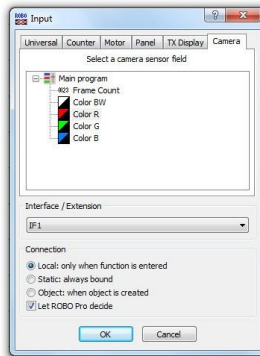 ROBO Input
Universal Counter Motor Panel TX Display Camera
Select a camera sensor field
Main program
0123 Frame Count
Color BW
Color R
Color G
Color B
Interface / Extension
IF1
Connection
Local: only when function is entered
Static: always bound
Object: when object is created
Let ROBO Pro decide
OK Cancel